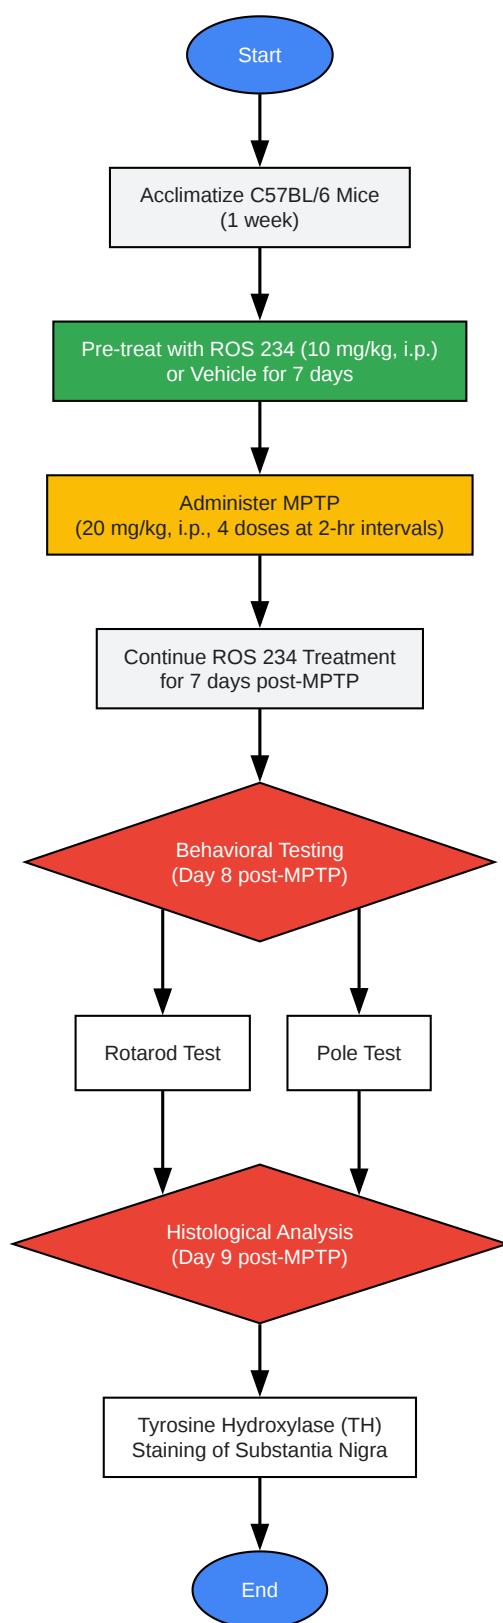 Start
Acclimatize C57BL/6 Mice
(1 week)
Pre-treat with ROS 234 (10 mg/kg, i.p.)
or Vehicle for 7 days
Administer MPTP
(20 mg/kg, i.p., 4 doses at 2-hr intervals)
Continue ROS 234 Treatment
for 7 days post-MPTP
Behavioral Testing
(Day 8 post-MPTP)
Rotarod Test
Pole Test
Histological Analysis
(Day 9 post-MPTP)
Tyrosine Hydroxylase (TH)
Staining of Substantia Nigra
End